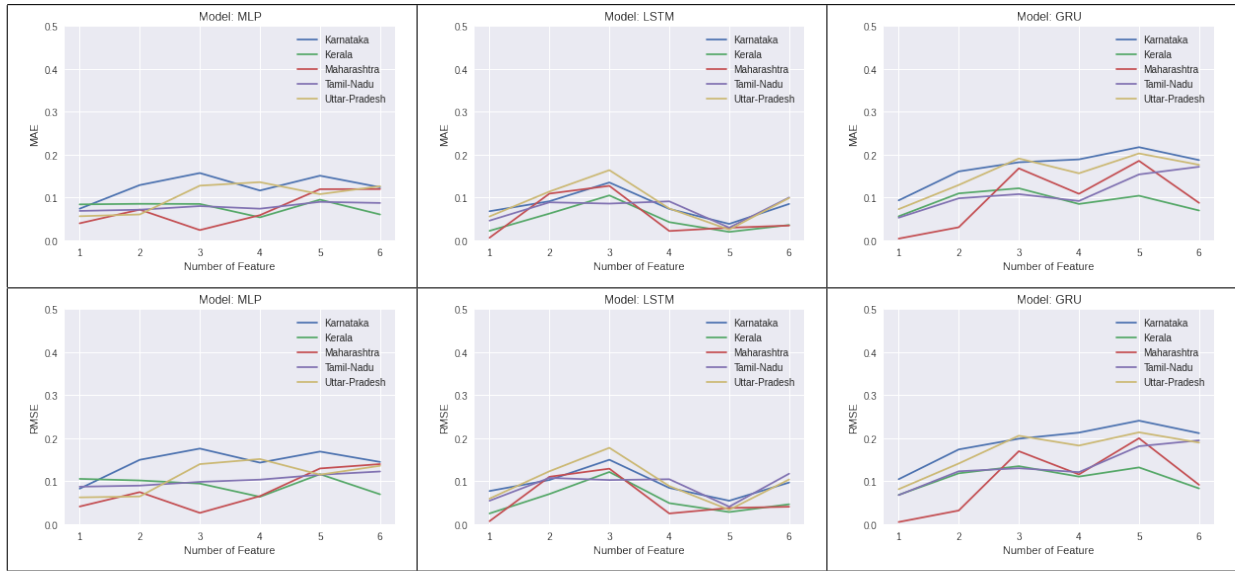 Model: MLP
0.5
0.4
0.3
0.2
0.1
0.0
MAE
Karnataka
Kerala
Maharashtra
Tamil-Nadu
Uttar-Pradesh
1 2 3 4 5 6
Number of Feature
Model: LSTM
0.5
0.4
0.3
0.2
0.1
0.0
MAE
Karnataka
Kerala
Maharashtra
Tamil-Nadu
Uttar-Pradesh
1 2 3 4 5 6
Number of Feature
Model: GRU
0.5
0.4
0.3
0.2
0.1
0.0
MAE
Karnataka
Kerala
Maharashtra
Tamil-Nadu
Uttar-Pradesh
1 2 3 4 5 6
Number of Feature
Model: MLP
0.5
0.4
0.3
0.2
0.1
0.0
RMSE
Karnataka
Kerala
Maharashtra
Tamil-Nadu
Uttar-Pradesh
1 2 3 4 5 6
Number of Feature
Model: LSTM
0.5
0.4
0.3
0.2
0.1
0.0
RMSE
Karnataka
Kerala
Maharashtra
Tamil-Nadu
Uttar-Pradesh
1 2 3 4 5 6
Number of Feature
Model: GRU
0.5
0.4
0.3
0.2
0.1
0.0
RMSE
Karnataka
Kerala
Maharashtra
Tamil-Nadu
Uttar-Pradesh
1 2 3 4 5 6
Number of Feature